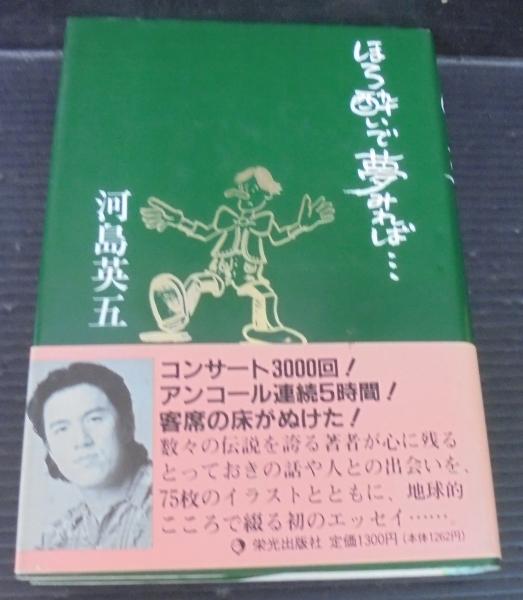 ほろ酔いで夢みれば…
河島英五
コンサート3000回!
アンコール連続5時間!
客席の床がぬけた!
数々の伝説を誇る著者が心に残る
とっておきの話や人との出会いを、
75枚のイラストとともに、地球的
こころで綴る初のエッセイ……。
栄光出版社 定価1300円(本体1262円)